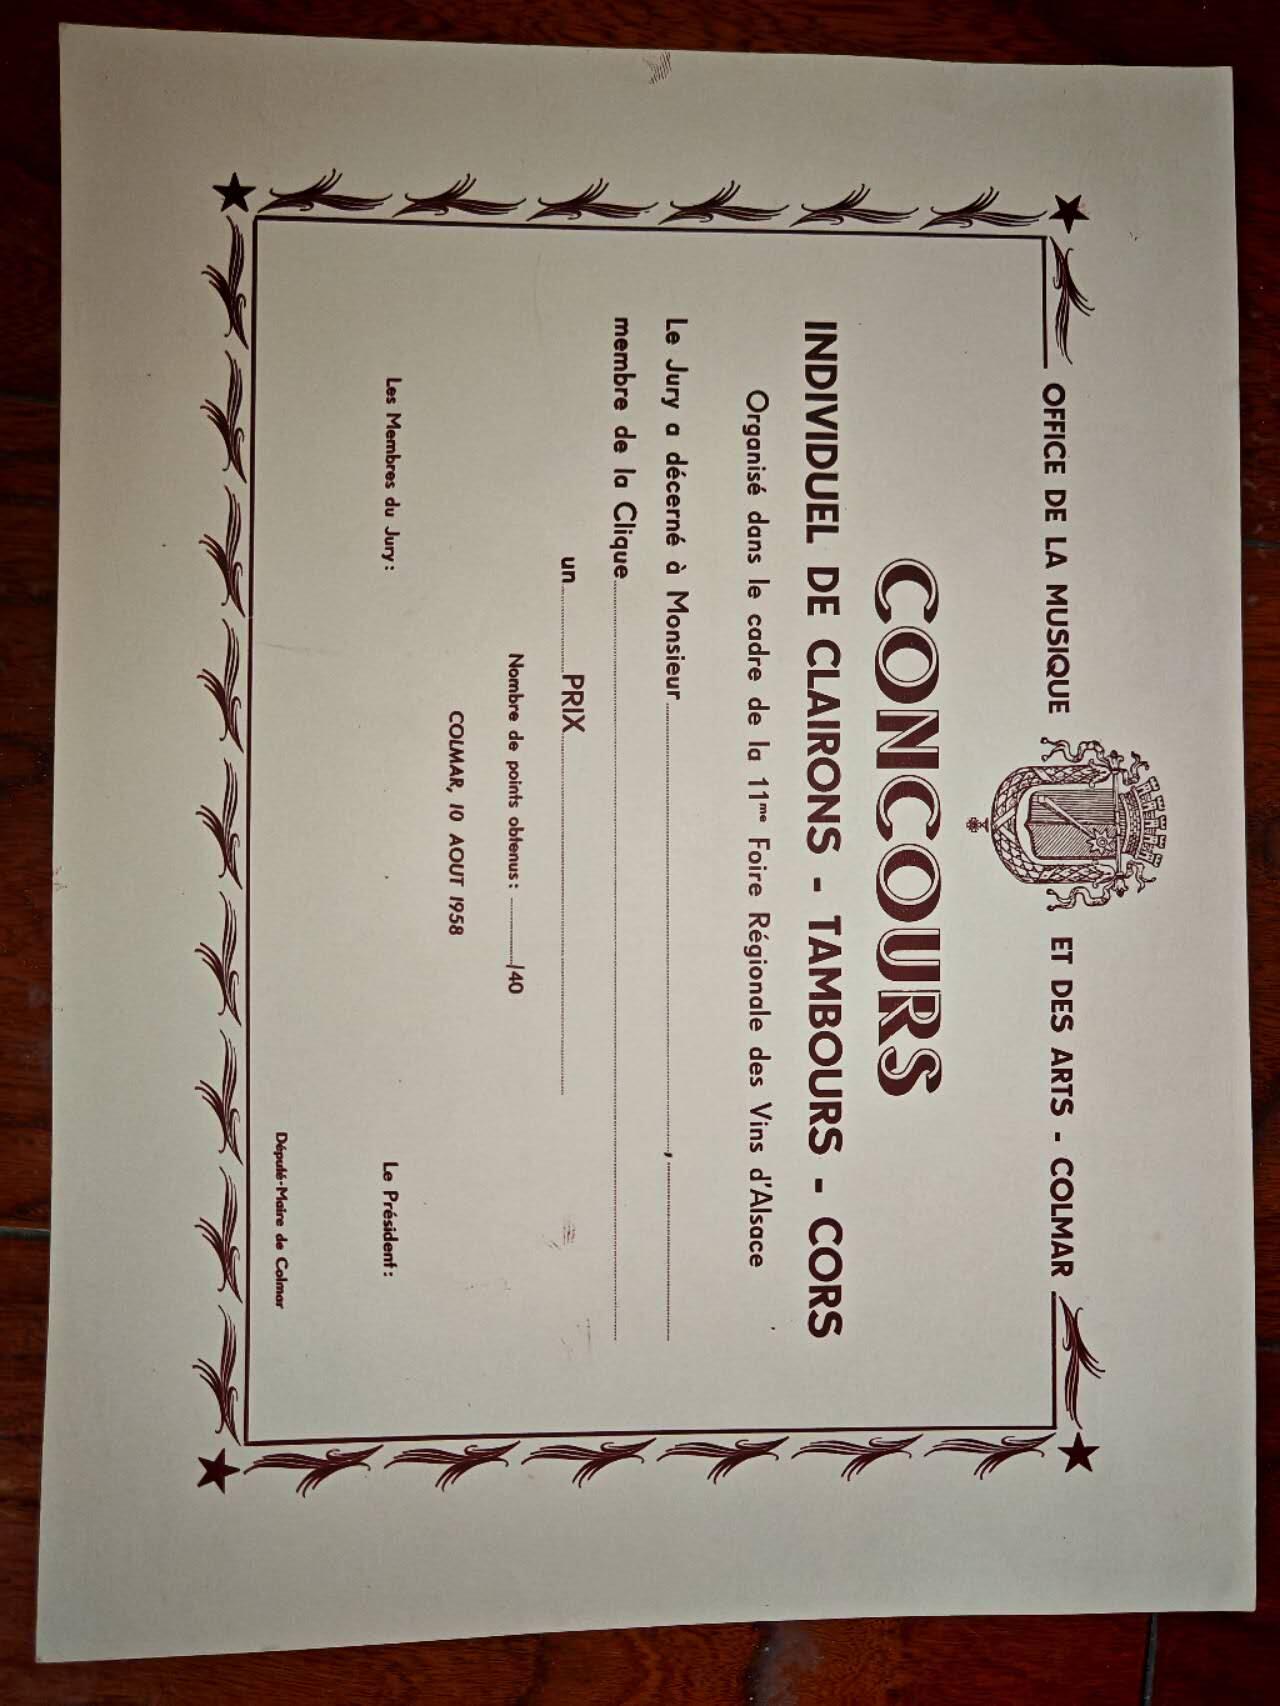 OFFICE DE LA MUSIQUE ET DES ARTS - COLMAR
CONCOURS
INDIVIDUEL DE CLAIRONS - TAMBOURS - CORS
Organisé dans le cadre de la 11me Foire Régionale des Vins d'Alsace
Le Jury a décerné à Monsieur ,
membre de la Clique
un PRIX
Nombre de points obtenus: /40
COLMAR, 10 AOUT 1958
Les Membres du Jury: Le Président:
Député-Maire de Colmar